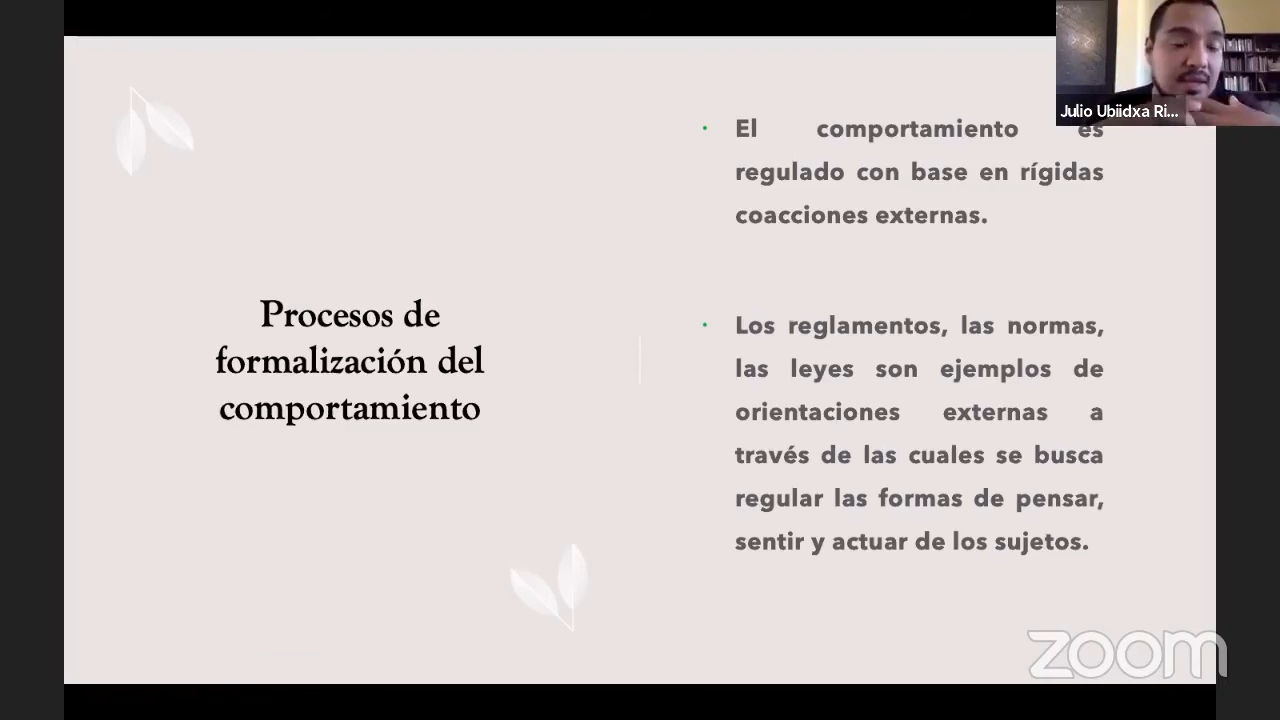 Procesos de
formalización del
comportamiento
El comportamiento es
regulado con base en rígidas
coacciones externas.
Los reglamentos, las normas,
las leyes son ejemplos de
orientaciones externas a
través de las cuales se busca
regular las formas de pensar,
sentir y actuar de los sujetos.
Julio Ubiidxa Ri...
zoom